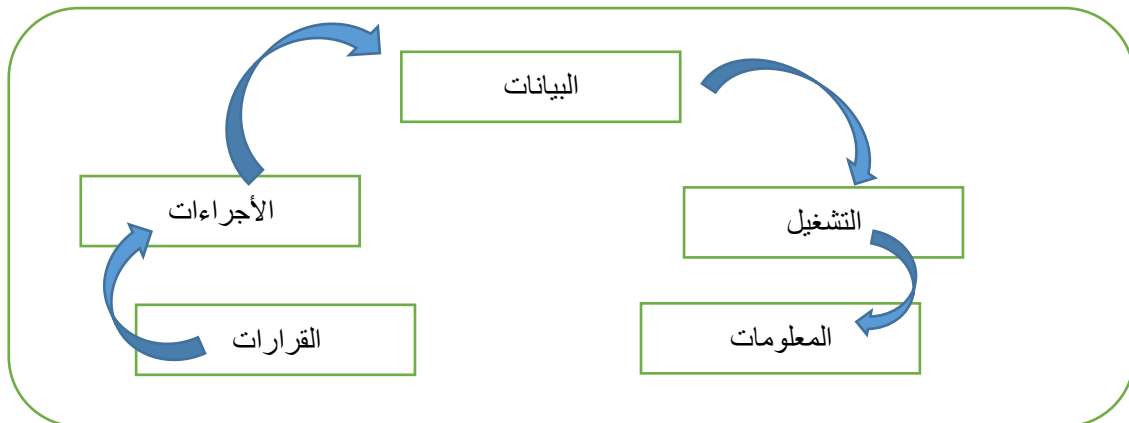 البيانات
الأجراءات
التشغيل
القرارات
المعلومات